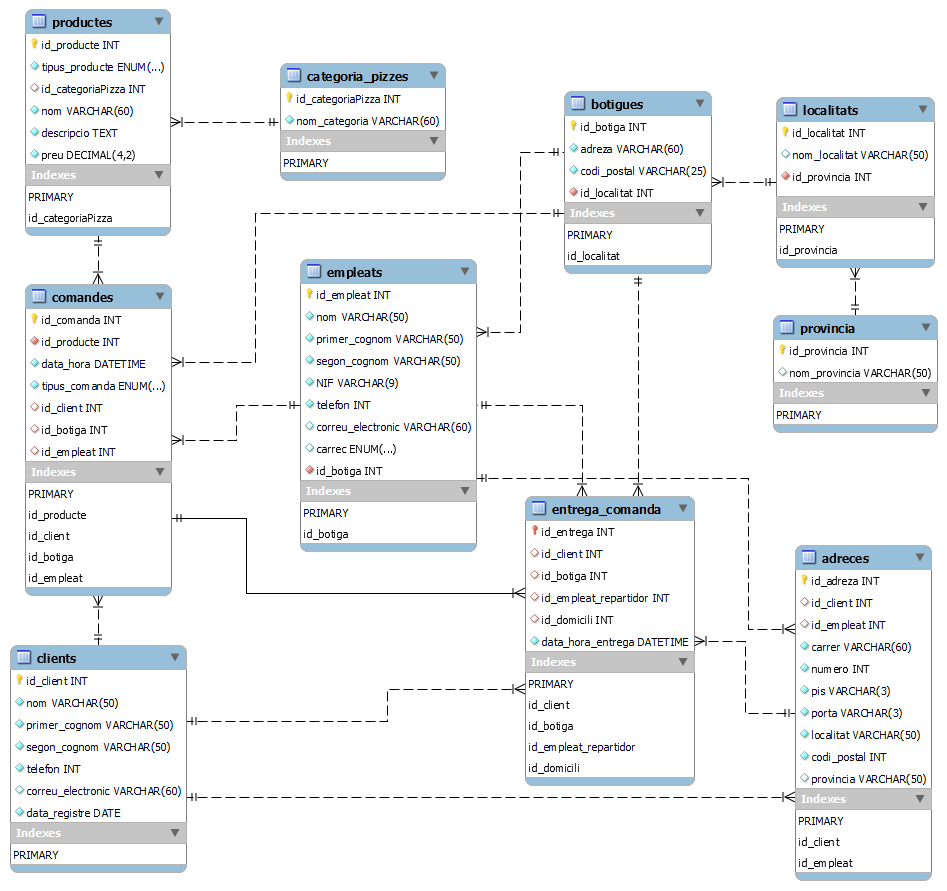 productes
id_producte INT
tipus_producte ENUM(...)
id_categoriaPizza INT
nom VARCHAR(60)
descripcio TEXT
preu DECIMAL(4,2)
Indexes
PRIMARY
id_categoriaPizza
categoria_pizzes
id_categoriaPizza INT
nom_categoria VARCHAR(60)
Indexes
PRIMARY
botigues
id_botiga INT
adreza VARCHAR(60)
codi_postal VARCHAR(25)
id_localitat INT
Indexes
PRIMARY
id_localitat
localitats
id_localitat INT
nom_localitat VARCHAR(50)
id_provincia INT
Indexes
PRIMARY
id_provincia
comandes
id_comanda INT
id_producte INT
data_hora DATETIME
tipus_comanda ENUM(...)
id_client INT
id_botiga INT
id_empleat INT
Indexes
PRIMARY
id_producte
id_client
id_botiga
id_empleat
empleats
id_empleat INT
nom VARCHAR(50)
primer_cognom VARCHAR(50)
segon_cognom VARCHAR(50)
NIF VARCHAR(9)
telefon INT
correu_electronic VARCHAR(60)
carrec ENUM(...)
id_botiga INT
Indexes
PRIMARY
id_botiga
provincia
id_provincia INT
nom_provincia VARCHAR(50)
Indexes
PRIMARY
entrega_comanda
id_entrega INT
id_client INT
id_botiga INT
id_empleat_repartidor INT
id_domicili INT
data_hora_entrega DATETIME
Indexes
PRIMARY
id_client
id_botiga
id_empleat_repartidor
id_domicili
adreces
id_adreza INT
id_client INT
id_empleat INT
carrer VARCHAR(60)
numero INT
pis VARCHAR(3)
porta VARCHAR(3)
localitat VARCHAR(50)
codi_postal INT
provincia VARCHAR(50)
Indexes
PRIMARY
id_client
id_empleat
clients
id_client INT
nom VARCHAR(50)
primer_cognom VARCHAR(50)
segon_cognom VARCHAR(50)
telefon INT
correu_electronic VARCHAR(60)
data_registre DATE
Indexes
PRIMARY